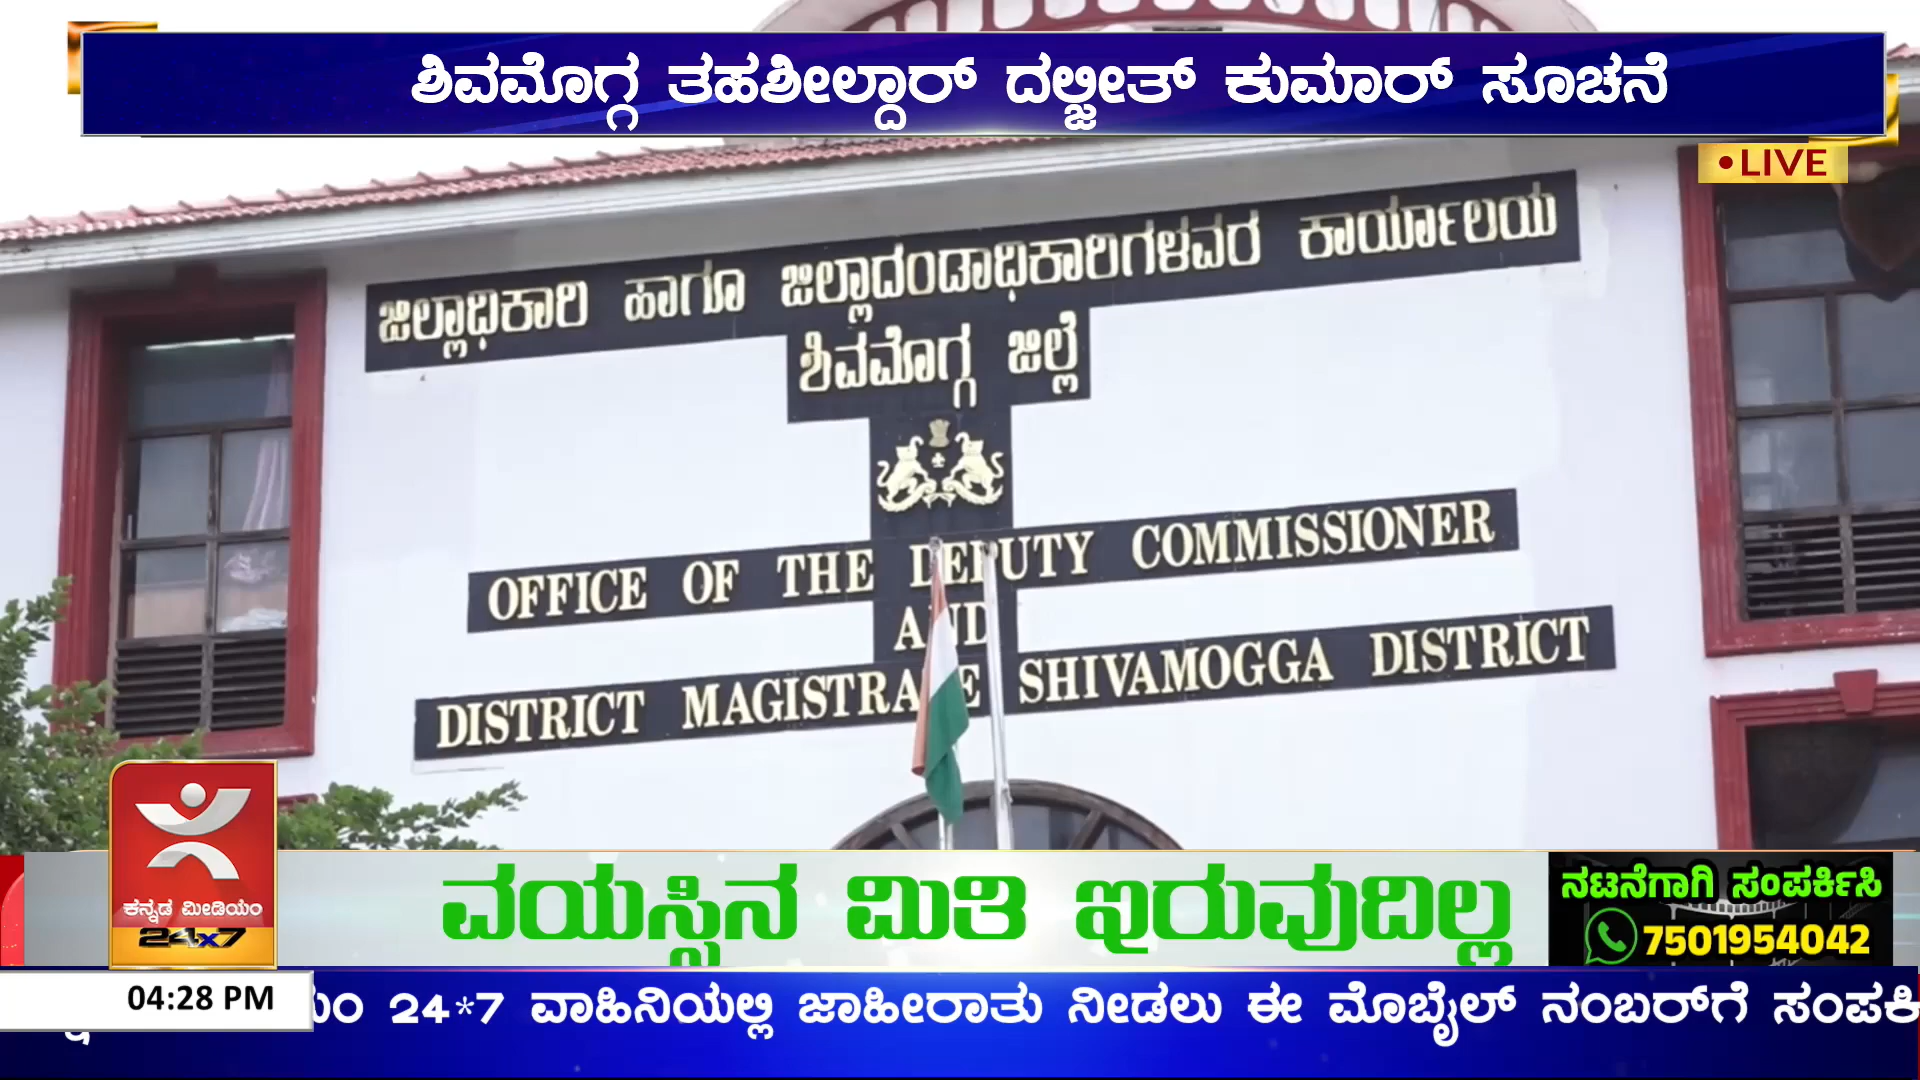 ಶಿವಮೊಗ್ಗ ತಹಶೀಲ್ದಾರ್ ದಲ್ಜೀತ್ ಕುಮಾರ್ ಸೂಚನೆ
•LIVE
ಜಿಲ್ಲಾಧಿಕಾರಿ ಹಾಗೂ ಜಿಲ್ಲಾದಂಡಾಧಿಕಾರಿಗಳವರ ಕಾರ್ಯಾಲಯ
ಶಿವಮೊಗ್ಗ ಜಿಲ್ಲೆ
OFFICE OF THE DEPUTY COMMISSIONER
AND
DISTRICT MAGISTRATE SHIVAMOGGA DISTRICT
ಕನ್ನಡ ಮೀಡಿಯಂ
24x7
ವಯಸ್ಸಿನ ಮಿತಿ ಇರುವುದಿಲ್ಲ
ನಟನೆಗಾಗಿ ಸಂಪರ್ಕಿಸಿ
7501954042
04:28 PM
24*7 ವಾಹಿನಿಯಲ್ಲಿ ಜಾಹೀರಾತು ನೀಡಲು ಈ ಮೊಬೈಲ್ ನಂಬರ್‌ಗೆ